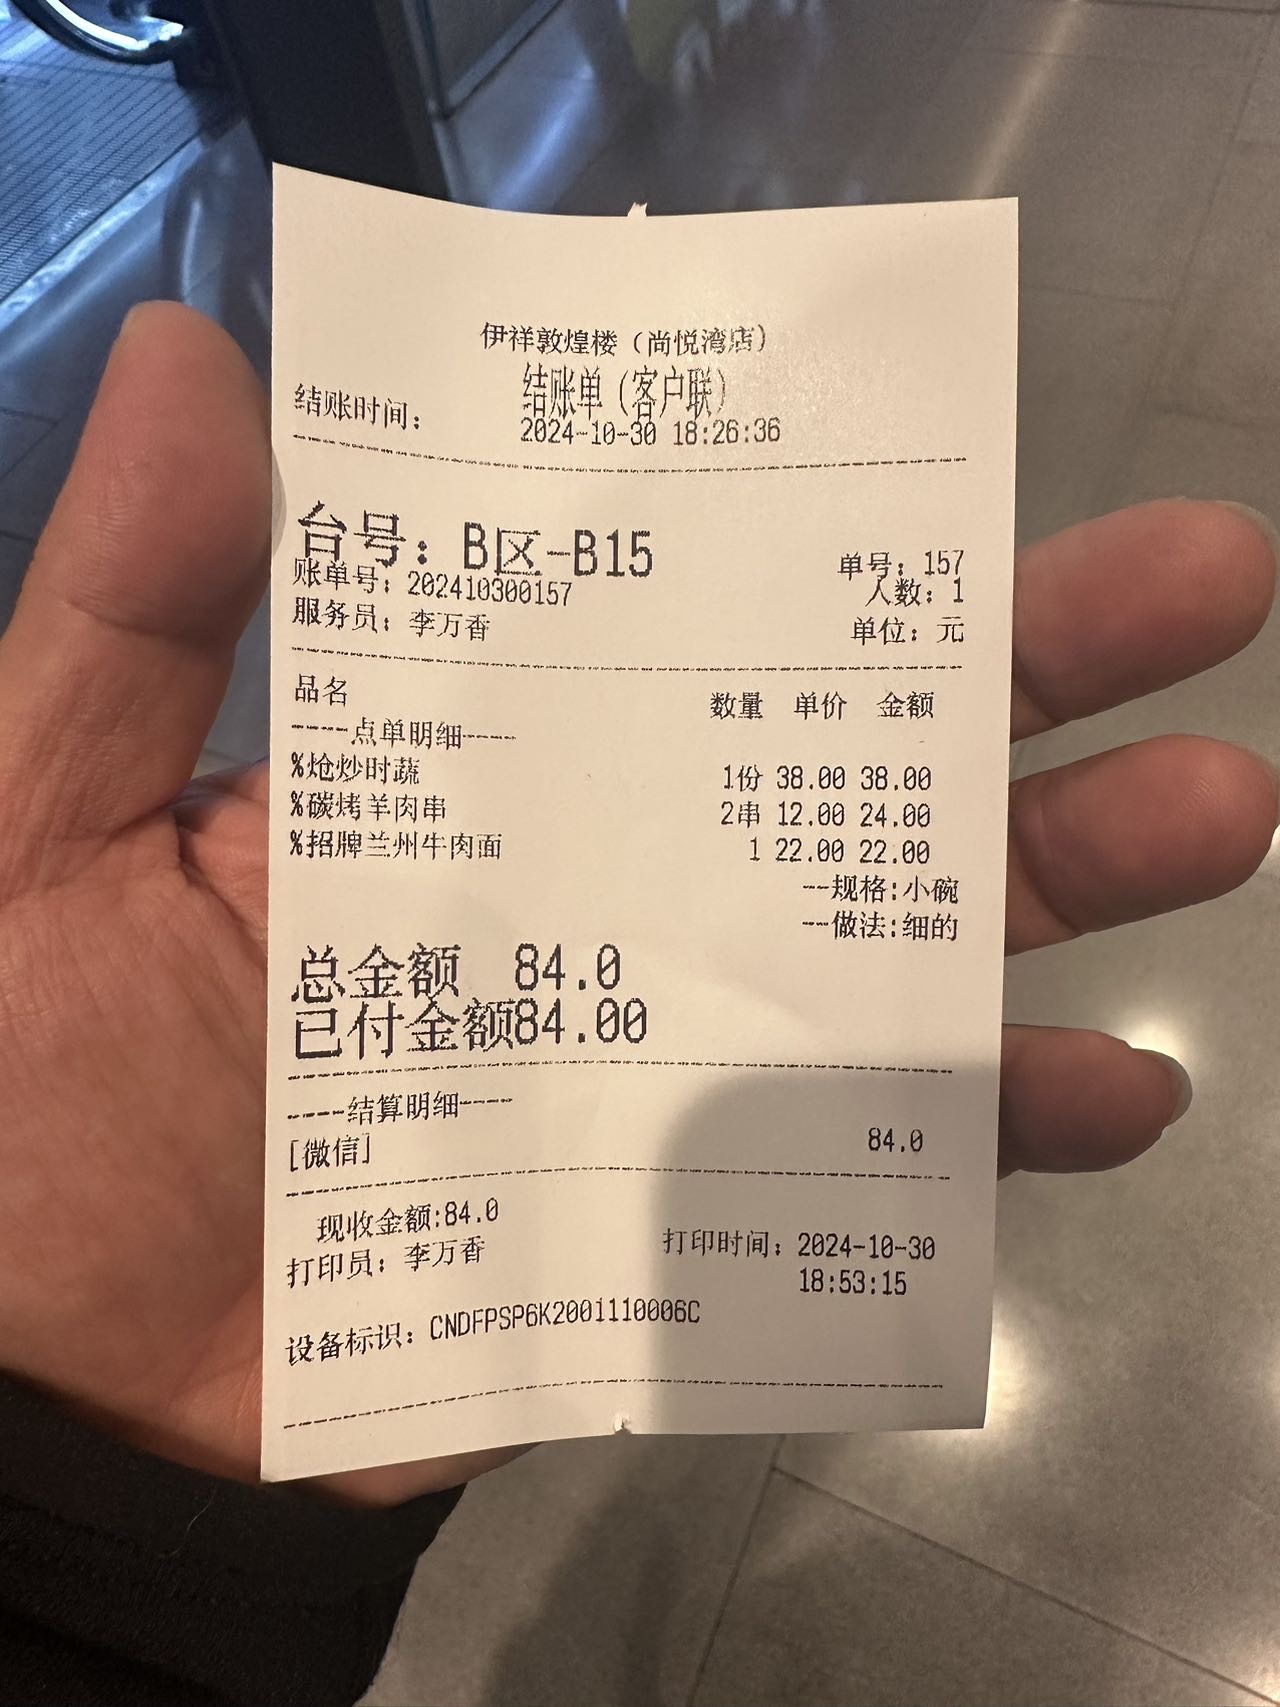 伊祥敦煌楼（尚悦湾店）
结账单（客户联）
结账时间： 2024-10-30 18:26:36
台号：B区-B15
单号：157
账单号：202410300157
人数：1
服务员：李万香
单位：元
品名 数量 单价 金额
----点单明细----
%炝炒时蔬 1份 38.00 38.00
%碳烤羊肉串 2串 12.00 24.00
%招牌兰州牛肉面 1 22.00 22.00
--规格:小碗
--做法:细的
总金额 84.0
已付金额84.00
----结算明细----
[微信] 84.0
现收金额:84.0
打印员：李万香 打印时间：2024-10-30
18:53:15
设备标识：CNDFPSP6K2001110006C